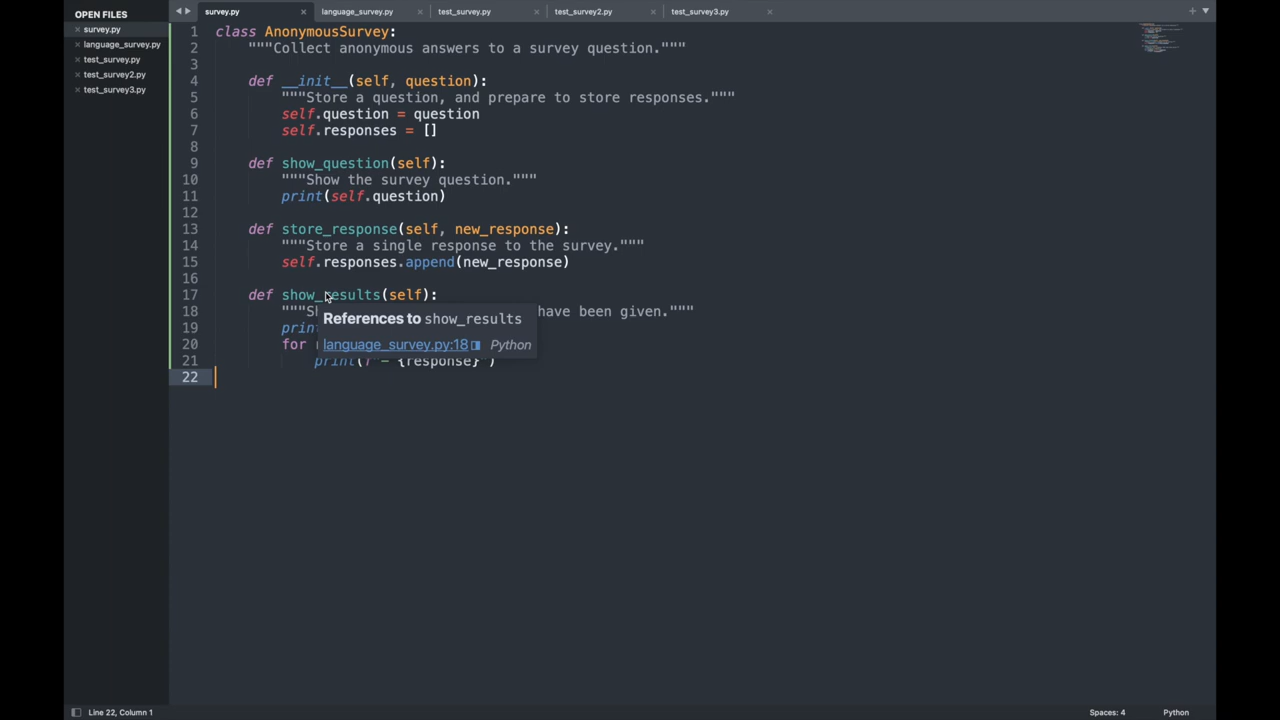 OPEN FILES
survey.py
language_survey.py
test_survey.py
test_survey2.py
test_survey3.py
survey.py
language_survey.py
test_survey.py
test_survey2.py
test_survey3.py
1 class AnonymousSurvey:
2 """Collect anonymous answers to a survey question."""
3
4 def __init__(self, question):
5 """Store a question, and prepare to store responses."""
6 self.question = question
7 self.responses = []
8
9 def show_question(self):
10 """Show the survey question."""
11 print(self.question)
12
13 def store_response(self, new_response):
14 """Store a single response to the survey."""
15 self.responses.append(new_response)
16
17 def show_results(self):
18 """S have been given."""
References to show_results
19 prin
20 for
language_survey.py:18 Python
21 print(f"- {response}")
22
Line 22, Column 1
Spaces: 4
Python